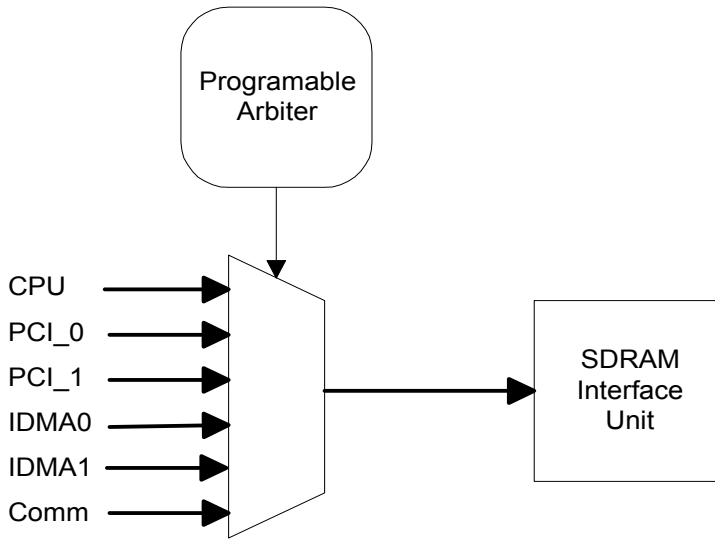 Programable
Arbiter
CPU
PCI_0
PCI_1
IDMA0
IDMA1
Comm
SDRAM
Interface
Unit